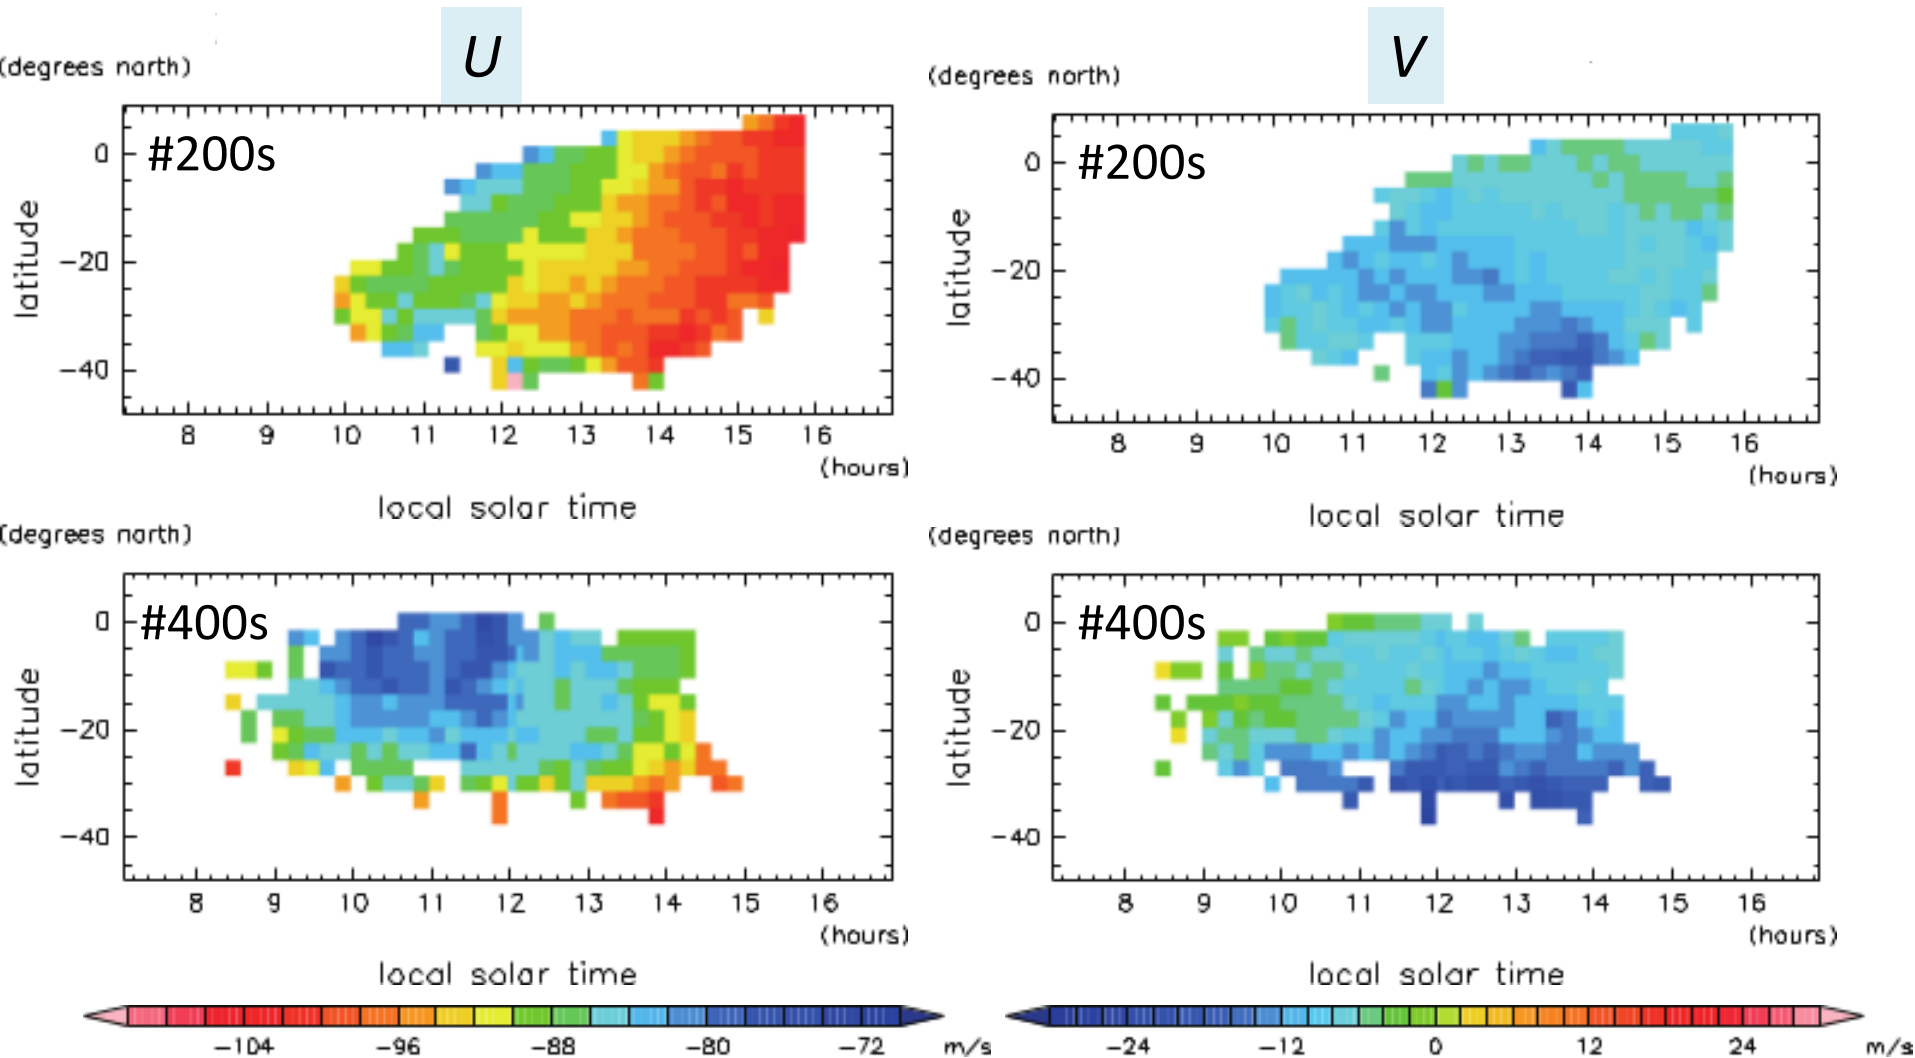 U
V
(degrees north)
(degrees north)
#200s
#200s
0
-20
-40
latitude
8 9 10 11 12 13 14 15 16
(hours)
local solar time
0
-20
-40
latitude
8 9 10 11 12 13 14 15 16
(hours)
local solar time
(degrees north)
(degrees north)
#400s
#400s
0
-20
-40
latitude
8 9 10 11 12 13 14 15 16
(hours)
local solar time
0
-20
-40
latitude
8 9 10 11 12 13 14 15 16
(hours)
local solar time
-104 -96 -88 -80 -72 m/s
-24 -12 0 12 24 m/s